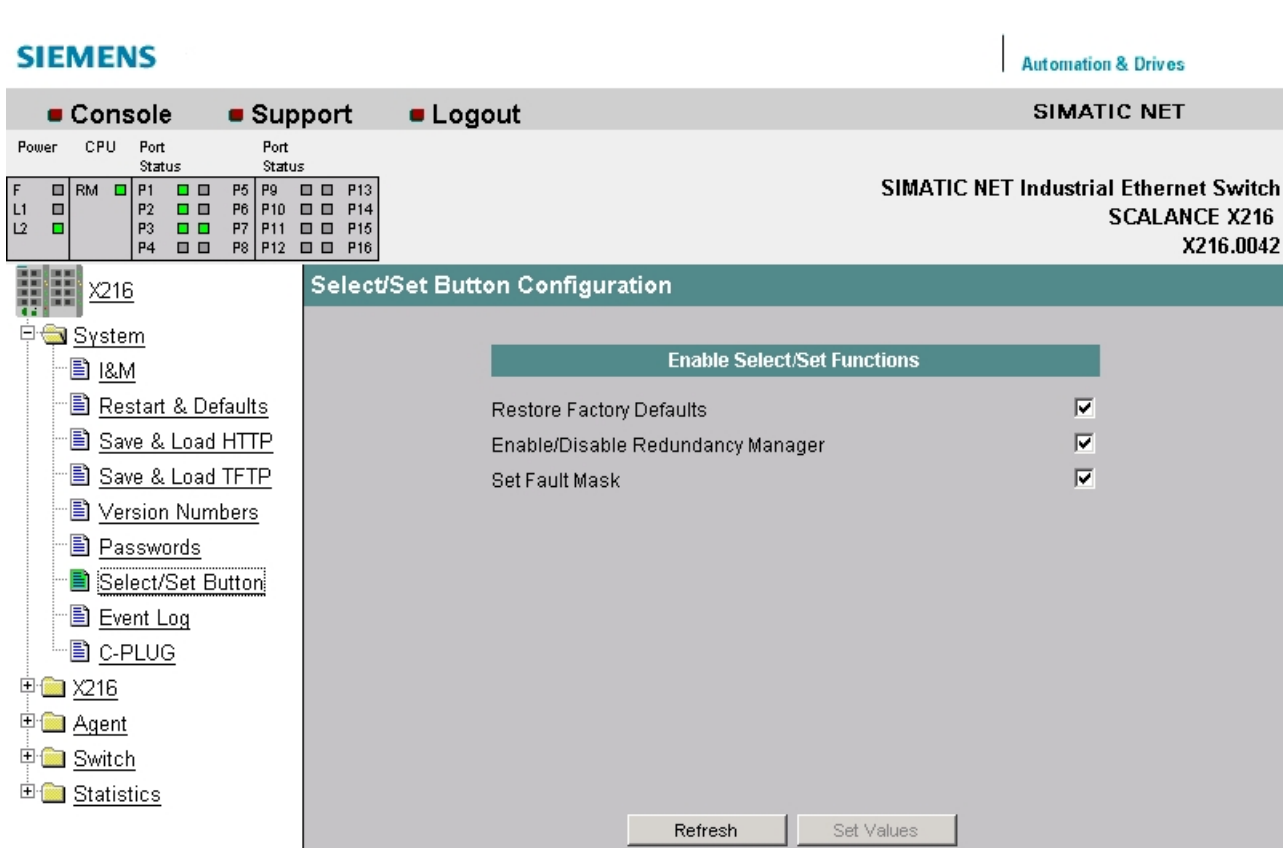 SIEMENS
Automation & Drives
Console Support Logout SIMATIC NET
Power CPU Port Status Port Status
F RM P1 P5 P9 P13
L1 P2 P6 P10 P14
L2 P3 P7 P11 P15
P4 P8 P12 P16
SIMATIC NET Industrial Ethernet Switch
SCALANCE X216
X216.0042
X216
System
I&M
Restart & Defaults
Save & Load HTTP
Save & Load TFTP
Version Numbers
Passwords
Select/Set Button
Event Log
C-PLUG
X216
Agent
Switch
Statistics
Select/Set Button Configuration
Enable Select/Set Functions
Restore Factory Defaults
Enable/Disable Redundancy Manager
Set Fault Mask
Refresh Set Values